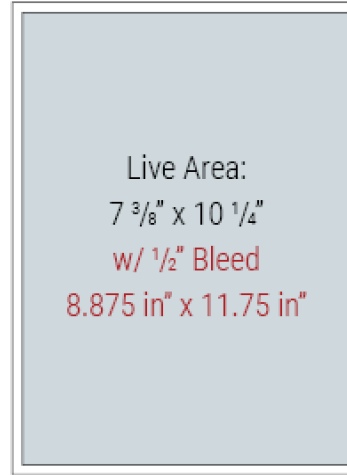 Live Area:
7 ³/₈” x 10 ¹/₄”
w/ ¹/₂” Bleed
8.875 in” x 11.75 in”